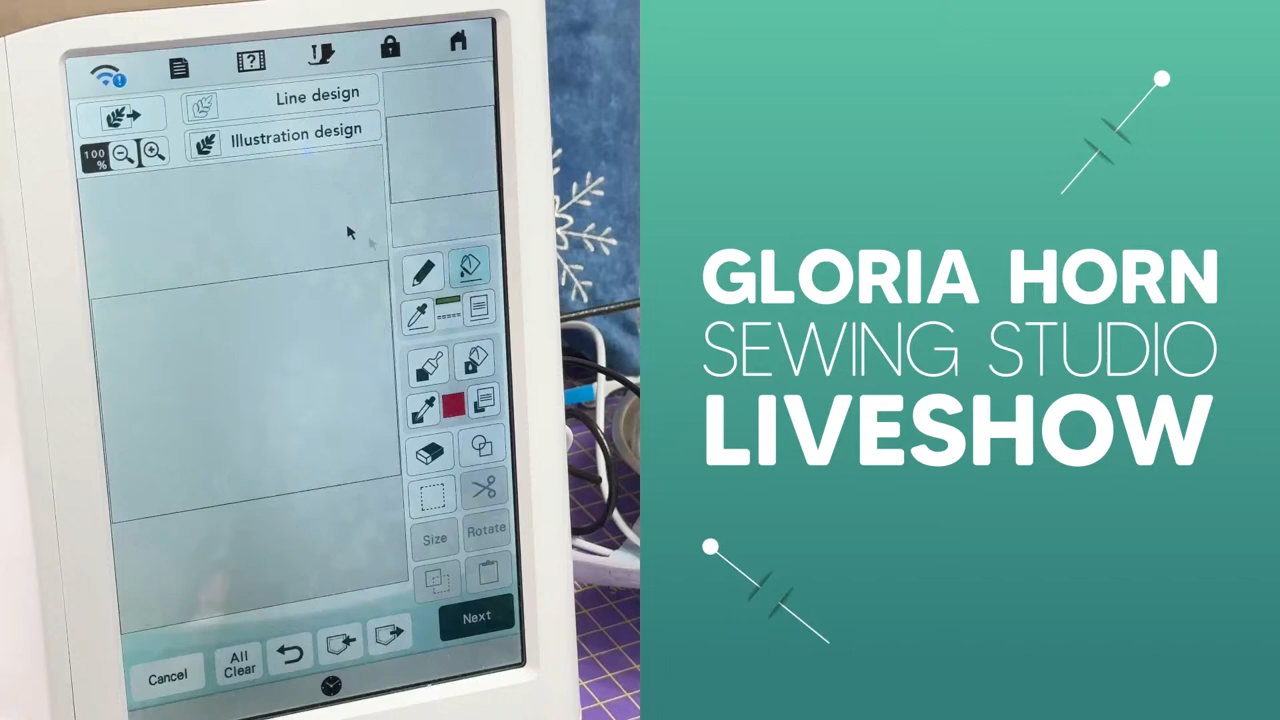 Line design
100
%
Illustration design
Size
Rotate
Next
All
Clear
Cancel
GLORIA HORN
SEWING STUDIO
LIVESHOW